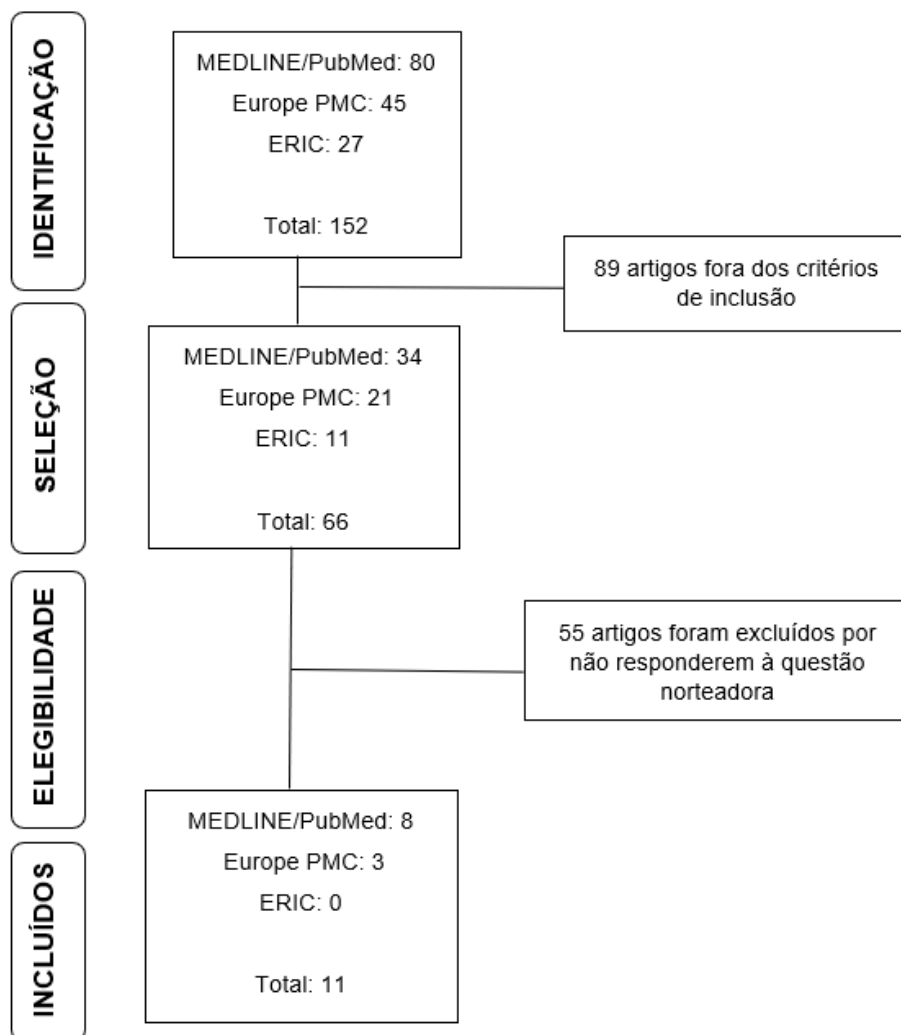 IDENTIFICAÇÃO
MEDLINE/PubMed: 80
Europe PMC: 45
ERIC: 27
Total: 152
89 artigos fora dos critérios
de inclusão
SELEÇÃO
MEDLINE/PubMed: 34
Europe PMC: 21
ERIC: 11
Total: 66
ELEGIBILIDADE
55 artigos foram excluídos por
não responderem à questão
norteadora
INCLUÍDOS
MEDLINE/PubMed: 8
Europe PMC: 3
ERIC: 0
Total: 11